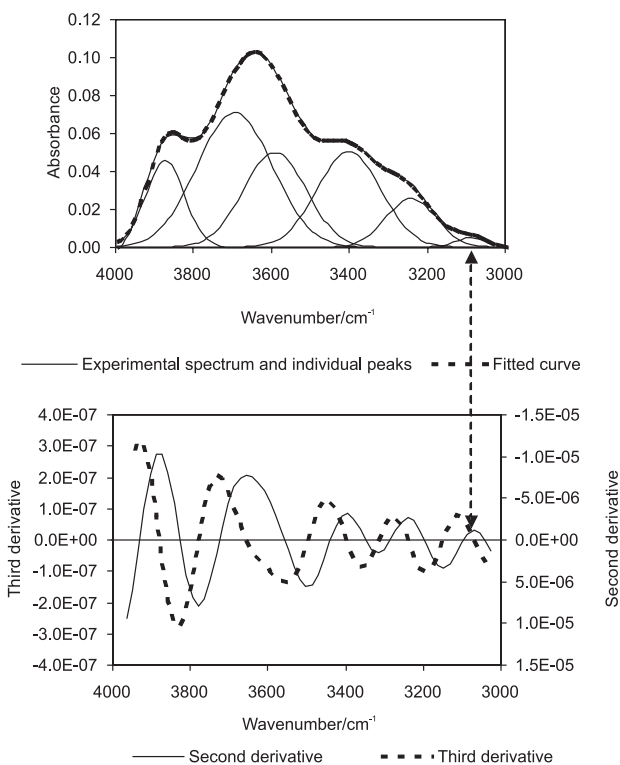 0.12
0.10
0.08
0.06
0.04
0.02
0.00
Absorbance
4000 3800 3600 3400 3200 3000
Wavenumber/cm⁻¹
Experimental spectrum and individual peaks Fitted curve
4.0E-07
3.0E-07
2.0E-07
1.0E-07
0.0E+00
-1.0E-07
-2.0E-07
-3.0E-07
-4.0E-07
Third derivative
-1.5E-05
-1.0E-05
-5.0E-06
0.0E+00
5.0E-06
1.0E-05
1.5E-05
Second derivative
4000 3800 3600 3400 3200 3000
Wavenumber/cm⁻¹
Second derivative Third derivative